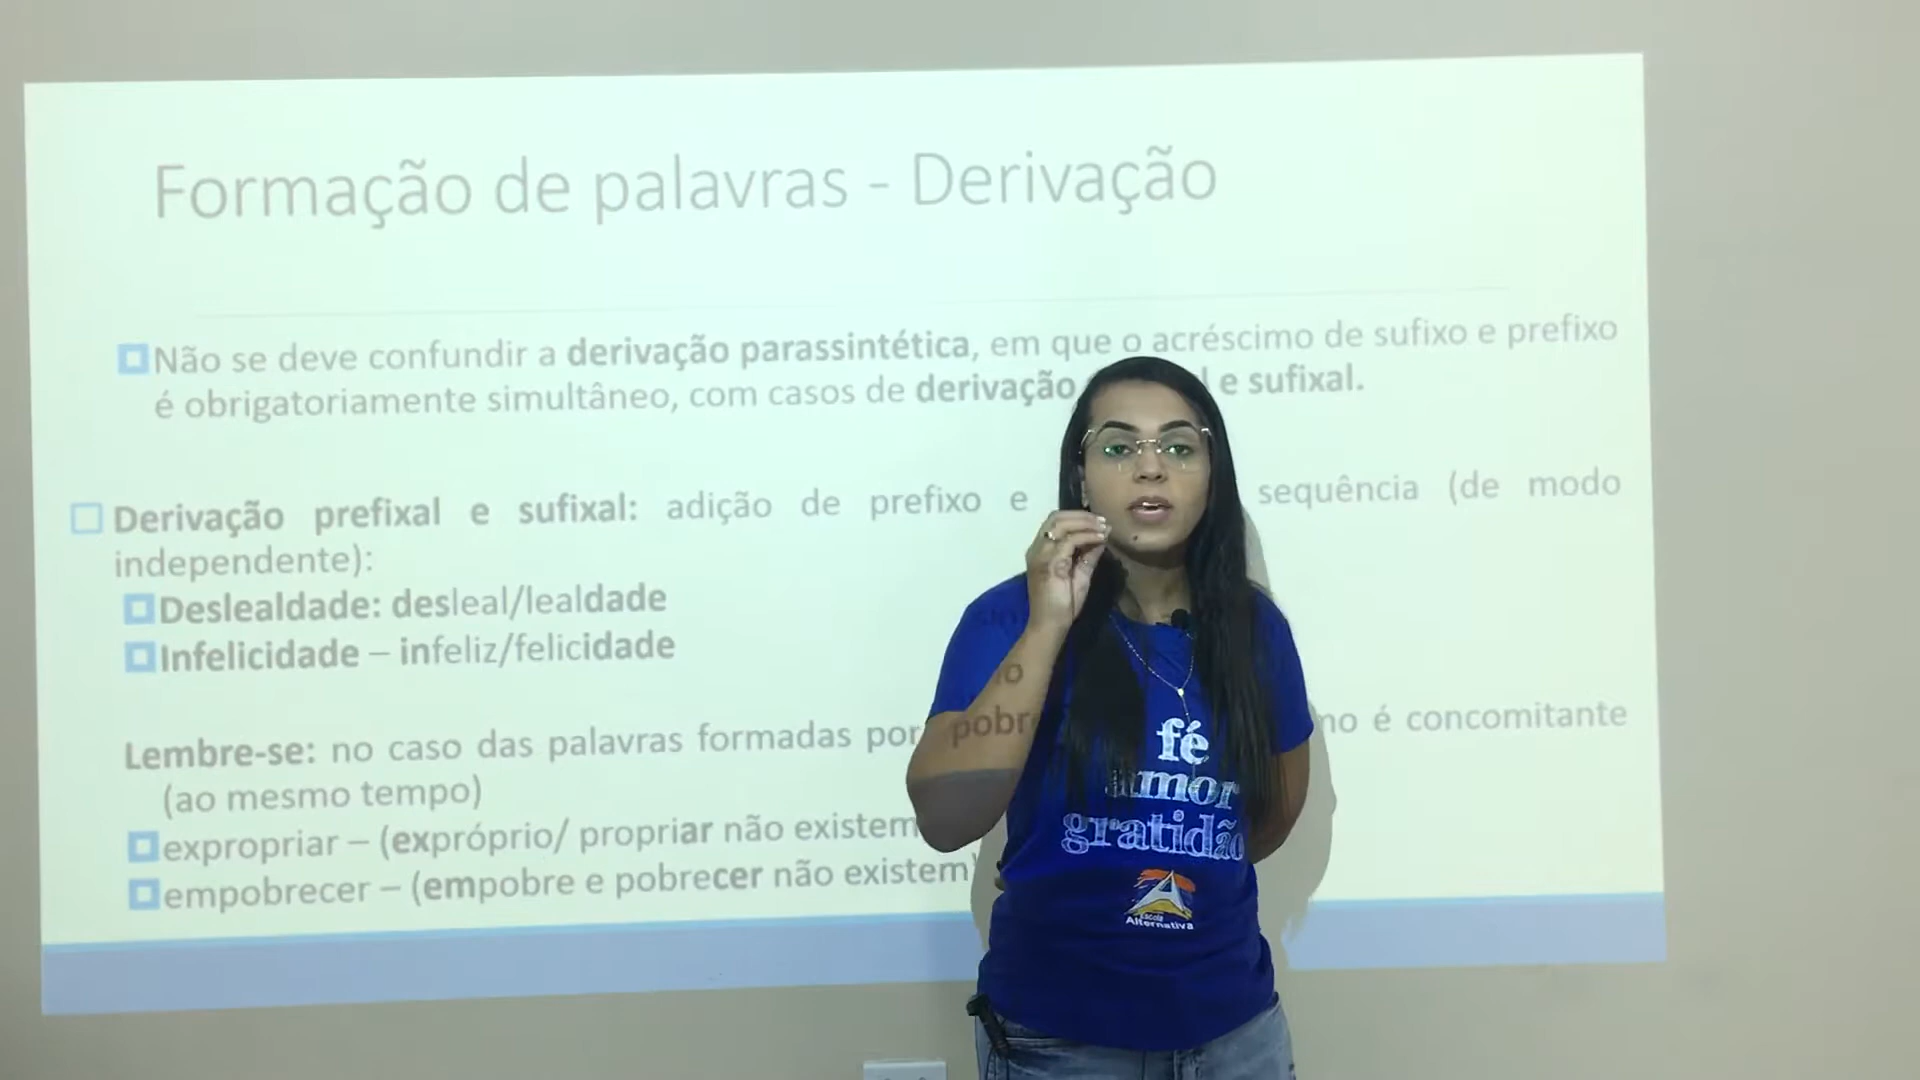 Formação de palavras - Derivação
Não se deve confundir a derivação parassintética, em que o acréscimo de sufixo e prefixo
é obrigatoriamente simultâneo, com casos de derivação e sufixal.
Derivação prefixal e sufixal: adição de prefixo e sequência (de modo
independente):
Deslealdade: desleal/lealdade
Infelicidade – infeliz/felicidade
Lembre-se: no caso das palavras formadas por é concomitante
(ao mesmo tempo)
expropriar – (expróprio/ propriar não existem
empobrecer – (empobre e pobrecer não existem)
fé
amor
gratidão
Escola
Alternativa